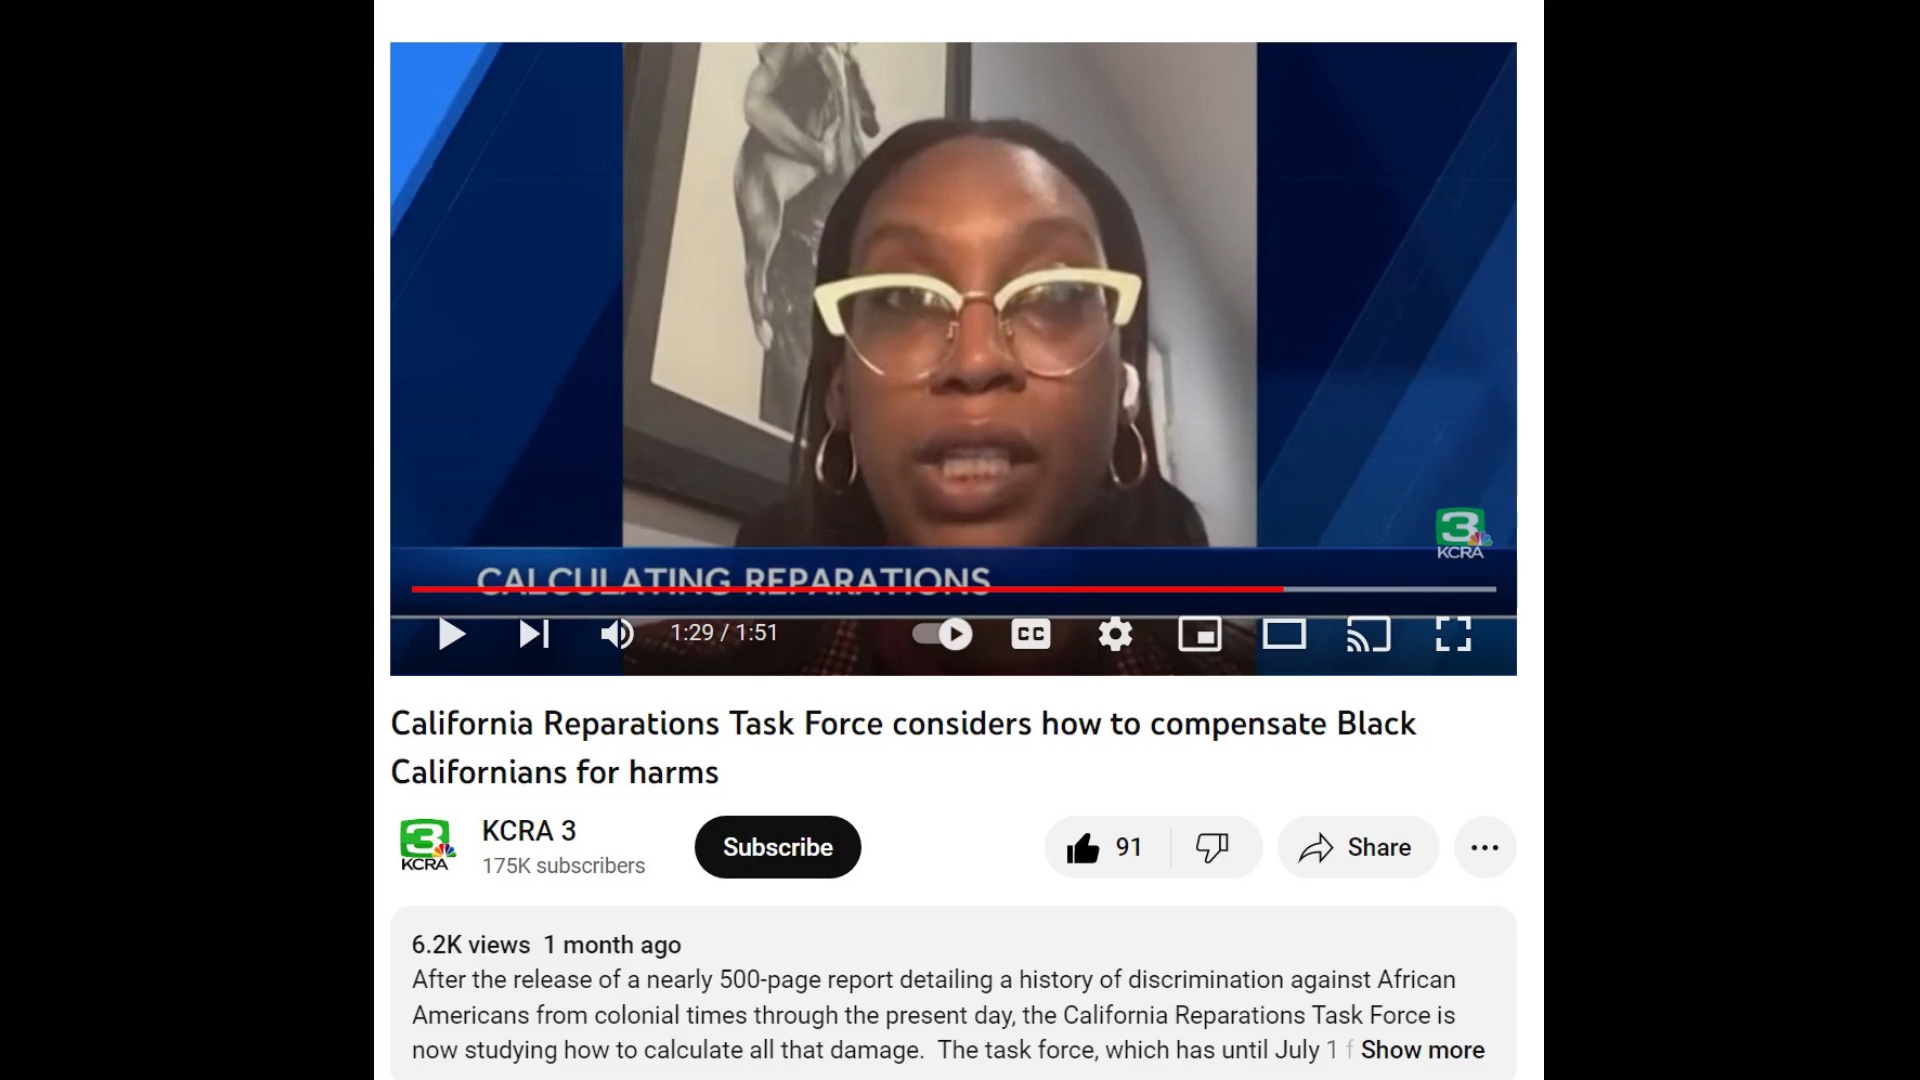 3
KCRA
CALCULATING REPARATIONS
1:29 / 1:51
CC
California Reparations Task Force considers how to compensate Black
Californians for harms
3
KCRA
KCRA 3
175K subscribers
Subscribe
91
Share
6.2K views 1 month ago
After the release of a nearly 500-page report detailing a history of discrimination against African
Americans from colonial times through the present day, the California Reparations Task Force is
now studying how to calculate all that damage. The task force, which has until July 1 f Show more